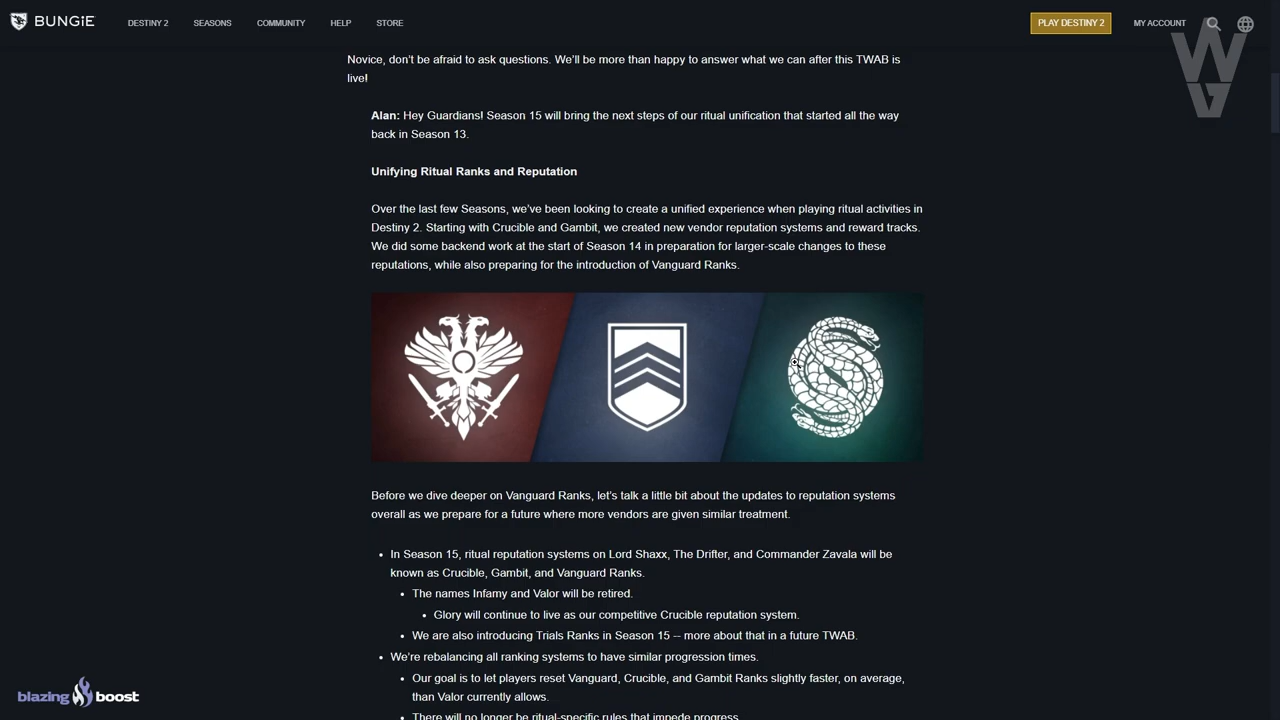 BUNGiE DESTINY 2 SEASONS COMMUNITY HELP STORE PLAY DESTINY 2 MY ACCOUNT
Novice, don't be afraid to ask questions. We'll be more than happy to answer what we can after this TWAB is
live!
Alan: Hey Guardians! Season 15 will bring the next steps of our ritual unification that started all the way
back in Season 13.
Unifying Ritual Ranks and Reputation
Over the last few Seasons, we've been looking to create a unified experience when playing ritual activities in
Destiny 2. Starting with Crucible and Gambit, we created new vendor reputation systems and reward tracks.
We did some backend work at the start of Season 14 in preparation for larger-scale changes to these
reputations, while also preparing for the introduction of Vanguard Ranks.
Before we dive deeper on Vanguard Ranks, let's talk a little bit about the updates to reputation systems
overall as we prepare for a future where more vendors are given similar treatment.
• In Season 15, ritual reputation systems on Lord Shaxx, The Drifter, and Commander Zavala will be
known as Crucible, Gambit, and Vanguard Ranks.
• The names Infamy and Valor will be retired.
• Glory will continue to live as our competitive Crucible reputation system.
• We are also introducing Trials Ranks in Season 15 -- more about that in a future TWAB.
• We're rebalancing all ranking systems to have similar progression times.
• Our goal is to let players reset Vanguard, Crucible, and Gambit Ranks slightly faster, on average,
than Valor currently allows.
• There will no longer be ritual-specific rules that impede progress.
blazing boost